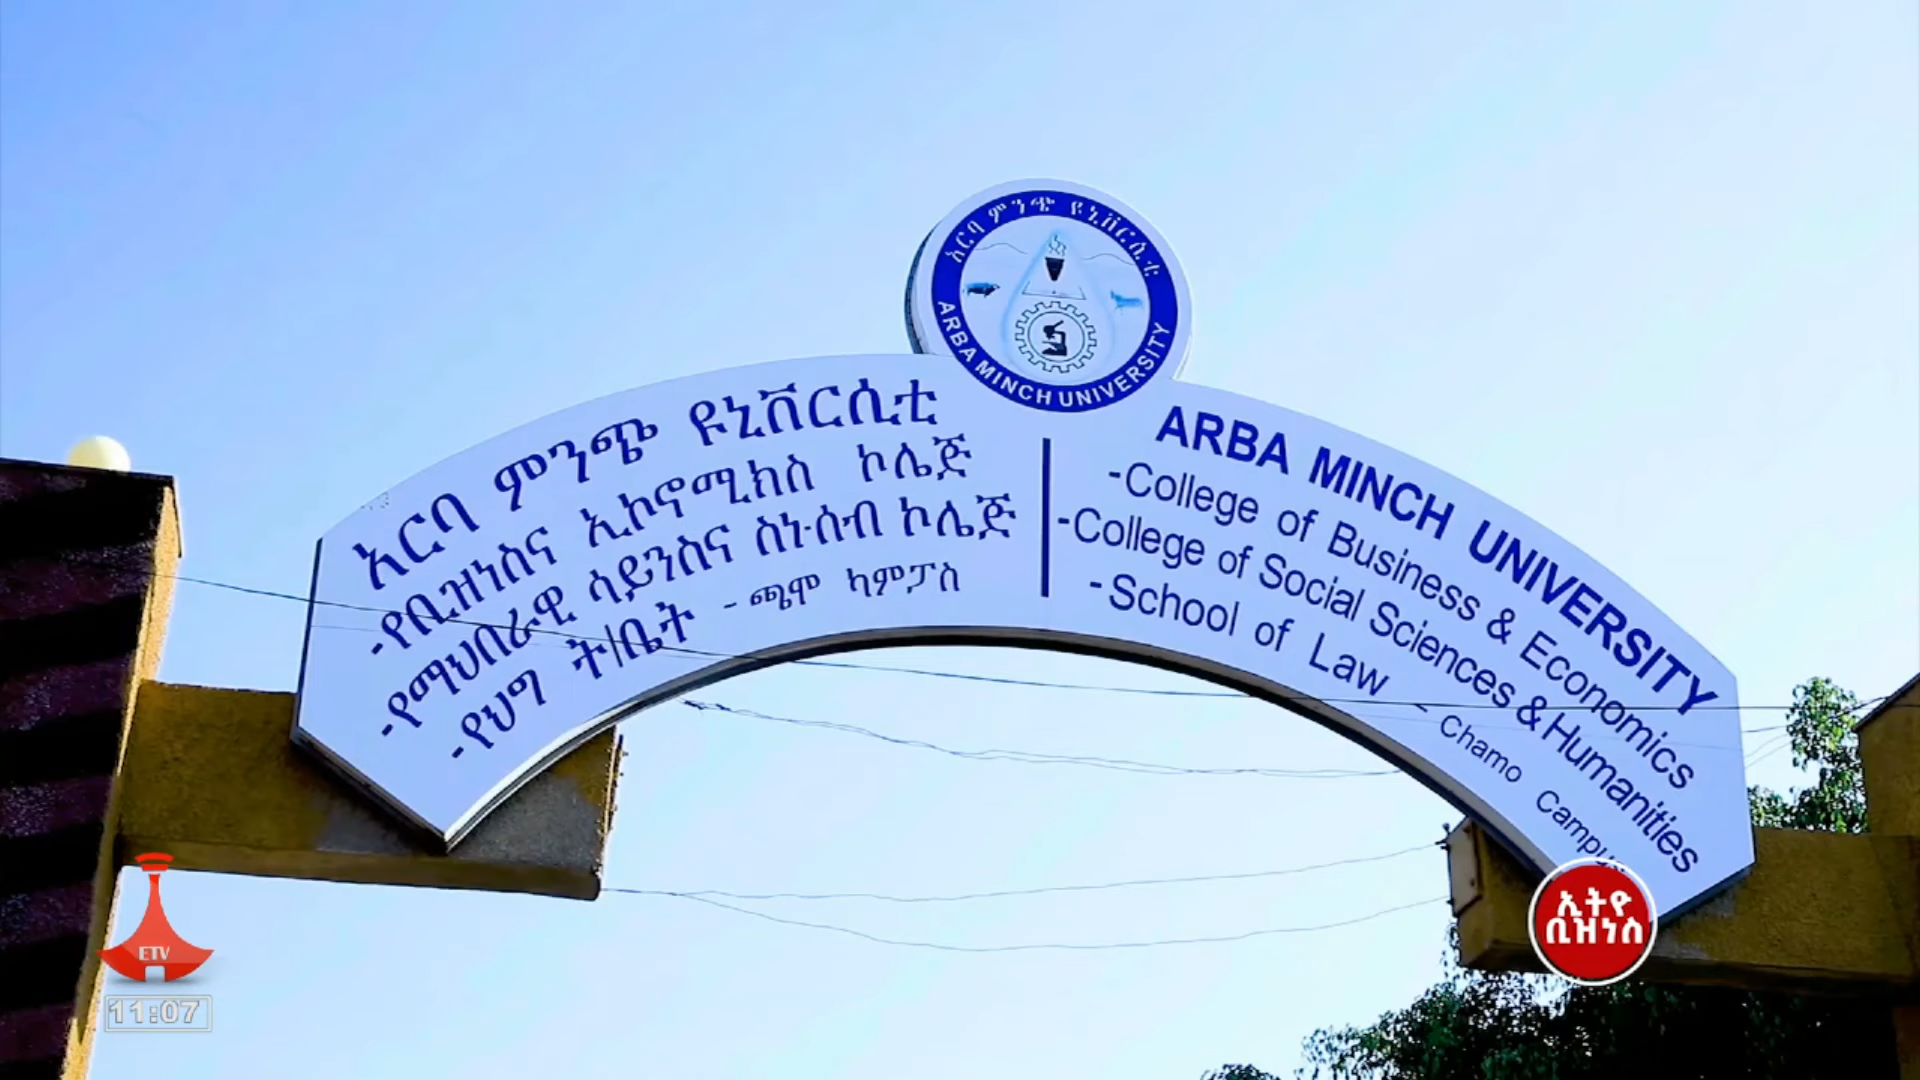 አርባ ምንጭ ዩኒቨርሲቲ
ARBA MINCH UNIVERSITY
አርባ ምንጭ ዩኒቨርሲቲ
-የቢዝነስና ኢኮኖሚክስ ኮሌጅ
-የማህበራዊ ሳይንስና ስነ-ሰብ ኮሌጅ
-የህግ ት/ቤት - ጫሞ ካምፓስ
ARBA MINCH UNIVERSITY
-College of Business & Economics
-College of Social Sciences & Humanities
-School of Law - Chamo
ETV
11:07
ኢትዮ
ቢዝነስ